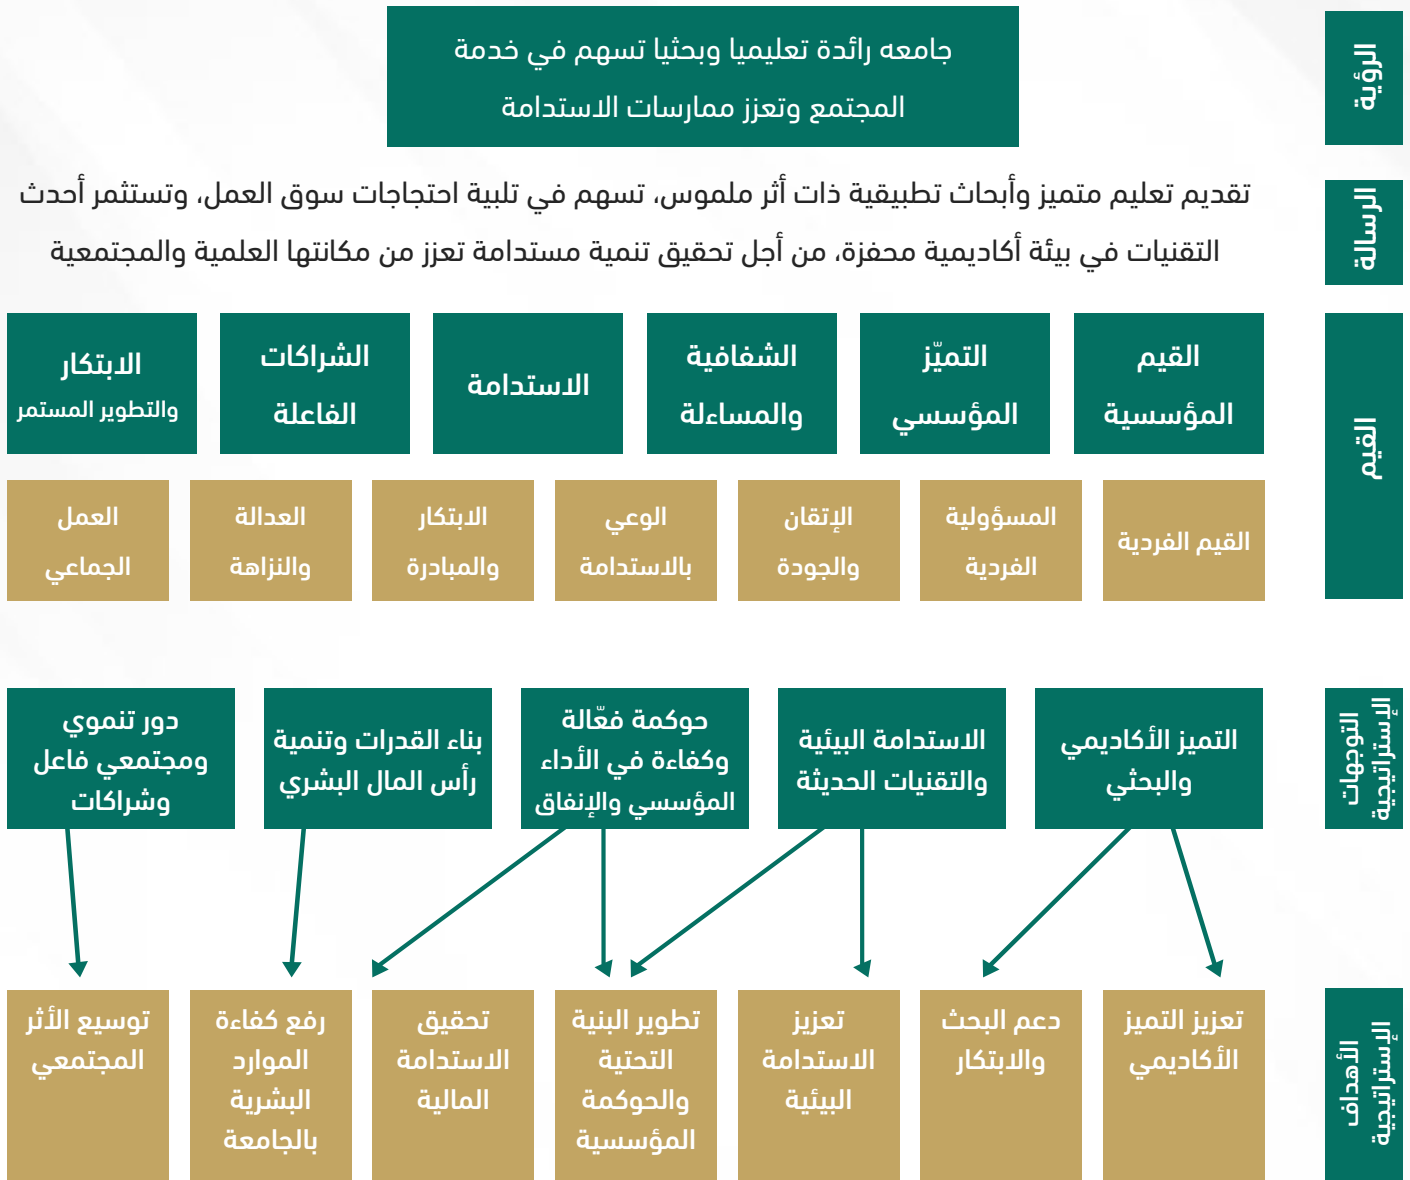 الرؤية
جامعه رائدة تعليميا وبحثيا تسهم في خدمة
المجتمع وتعزز ممارسات الاستدامة
الرسالة
تقديم تعليم متميز وأبحاث تطبيقية ذات أثر ملموس، تسهم في تلبية احتجاجات سوق العمل، وتستثمر أحدث
التقنيات في بيئة أكاديمية محفزة، من أجل تحقيق تنمية مستدامة تعزز من مكانتها العلمية والمجتمعية
القيم
القيم
المؤسسية
التميّز
المؤسسي
الشفافية
والمساءلة
الاستدامة
الشراكات
الفاعلة
الابتكار
والتطوير المستمر
القيم الفردية
المسؤولية
الفردية
الإتقان
والجودة
الوعي
بالاستدامة
الابتكار
والمبادرة
العدالة
والنزاهة
العمل
الجماعي
التوجهات
الإستراتيجية
التميز الأكاديمي
والبحثي
الاستدامة البيئية
والتقنيات الحديثة
حوكمة فعّالة
وكفاءة في الأداء
المؤسسي والإنفاق
بناء القدرات وتنمية
رأس المال البشري
دور تنموي
ومجتمعي فاعل
وشراكات
الأهداف
الإستراتيجية
تعزيز التميز
الأكاديمي
دعم البحث
والابتكار
تعزيز
الاستدامة
البيئية
تطوير البنية
التحتية
والحوكمة
المؤسسية
تحقيق
الاستدامة
المالية
رفع كفاءة
الموارد
البشرية
بالجامعة
توسيع الأثر
المجتمعي